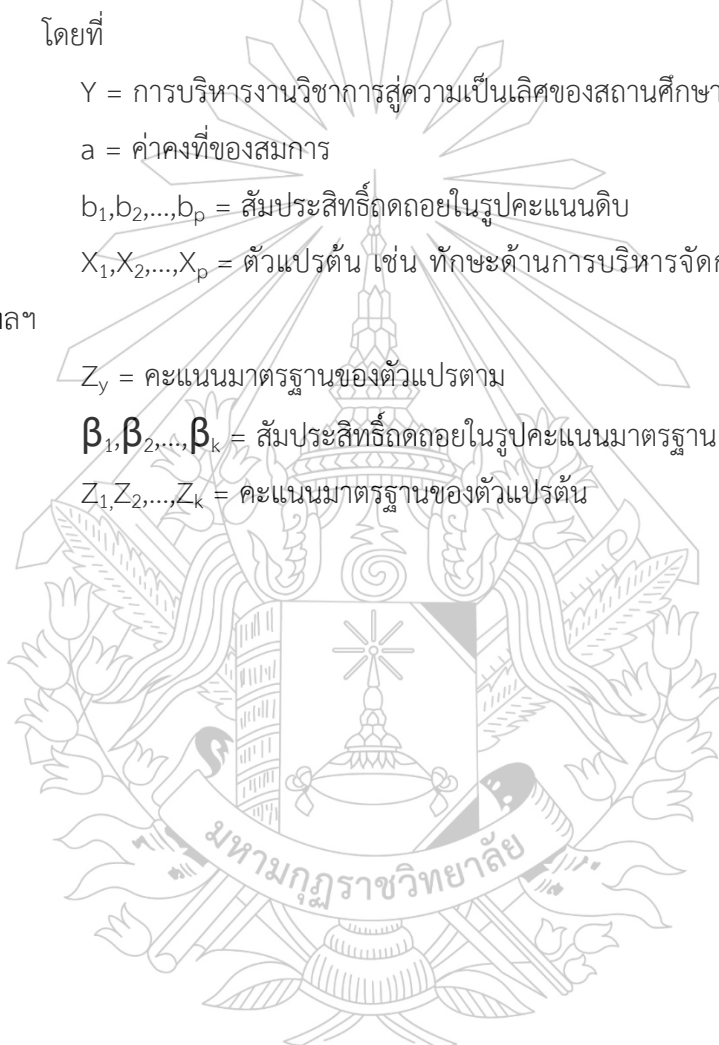 โดยที่
Y = การบริหารงานวิชาการสู่ความเป็นเลิศของสถานศึกษา
a = ค่าคงที่ของสมการ
b₁,b₂,...,bₚ = สัมประสิทธิ์ถดถอยในรูปคะแนนดิบ
X₁,X₂,...,Xₚ = ตัวแปรต้น เช่น ทักษะด้านการบริหารจัด
ลฯ
Zᵧ = คะแนนมาตรฐานของตัวแปรตาม
β₁,β₂,...,βₖ = สัมประสิทธิ์ถดถอยในรูปคะแนนมาตรฐาน
Z₁,Z₂,...,Zₖ = คะแนนมาตรฐานของตัวแปรต้น
มหามกุฏราชวิทยาลัย